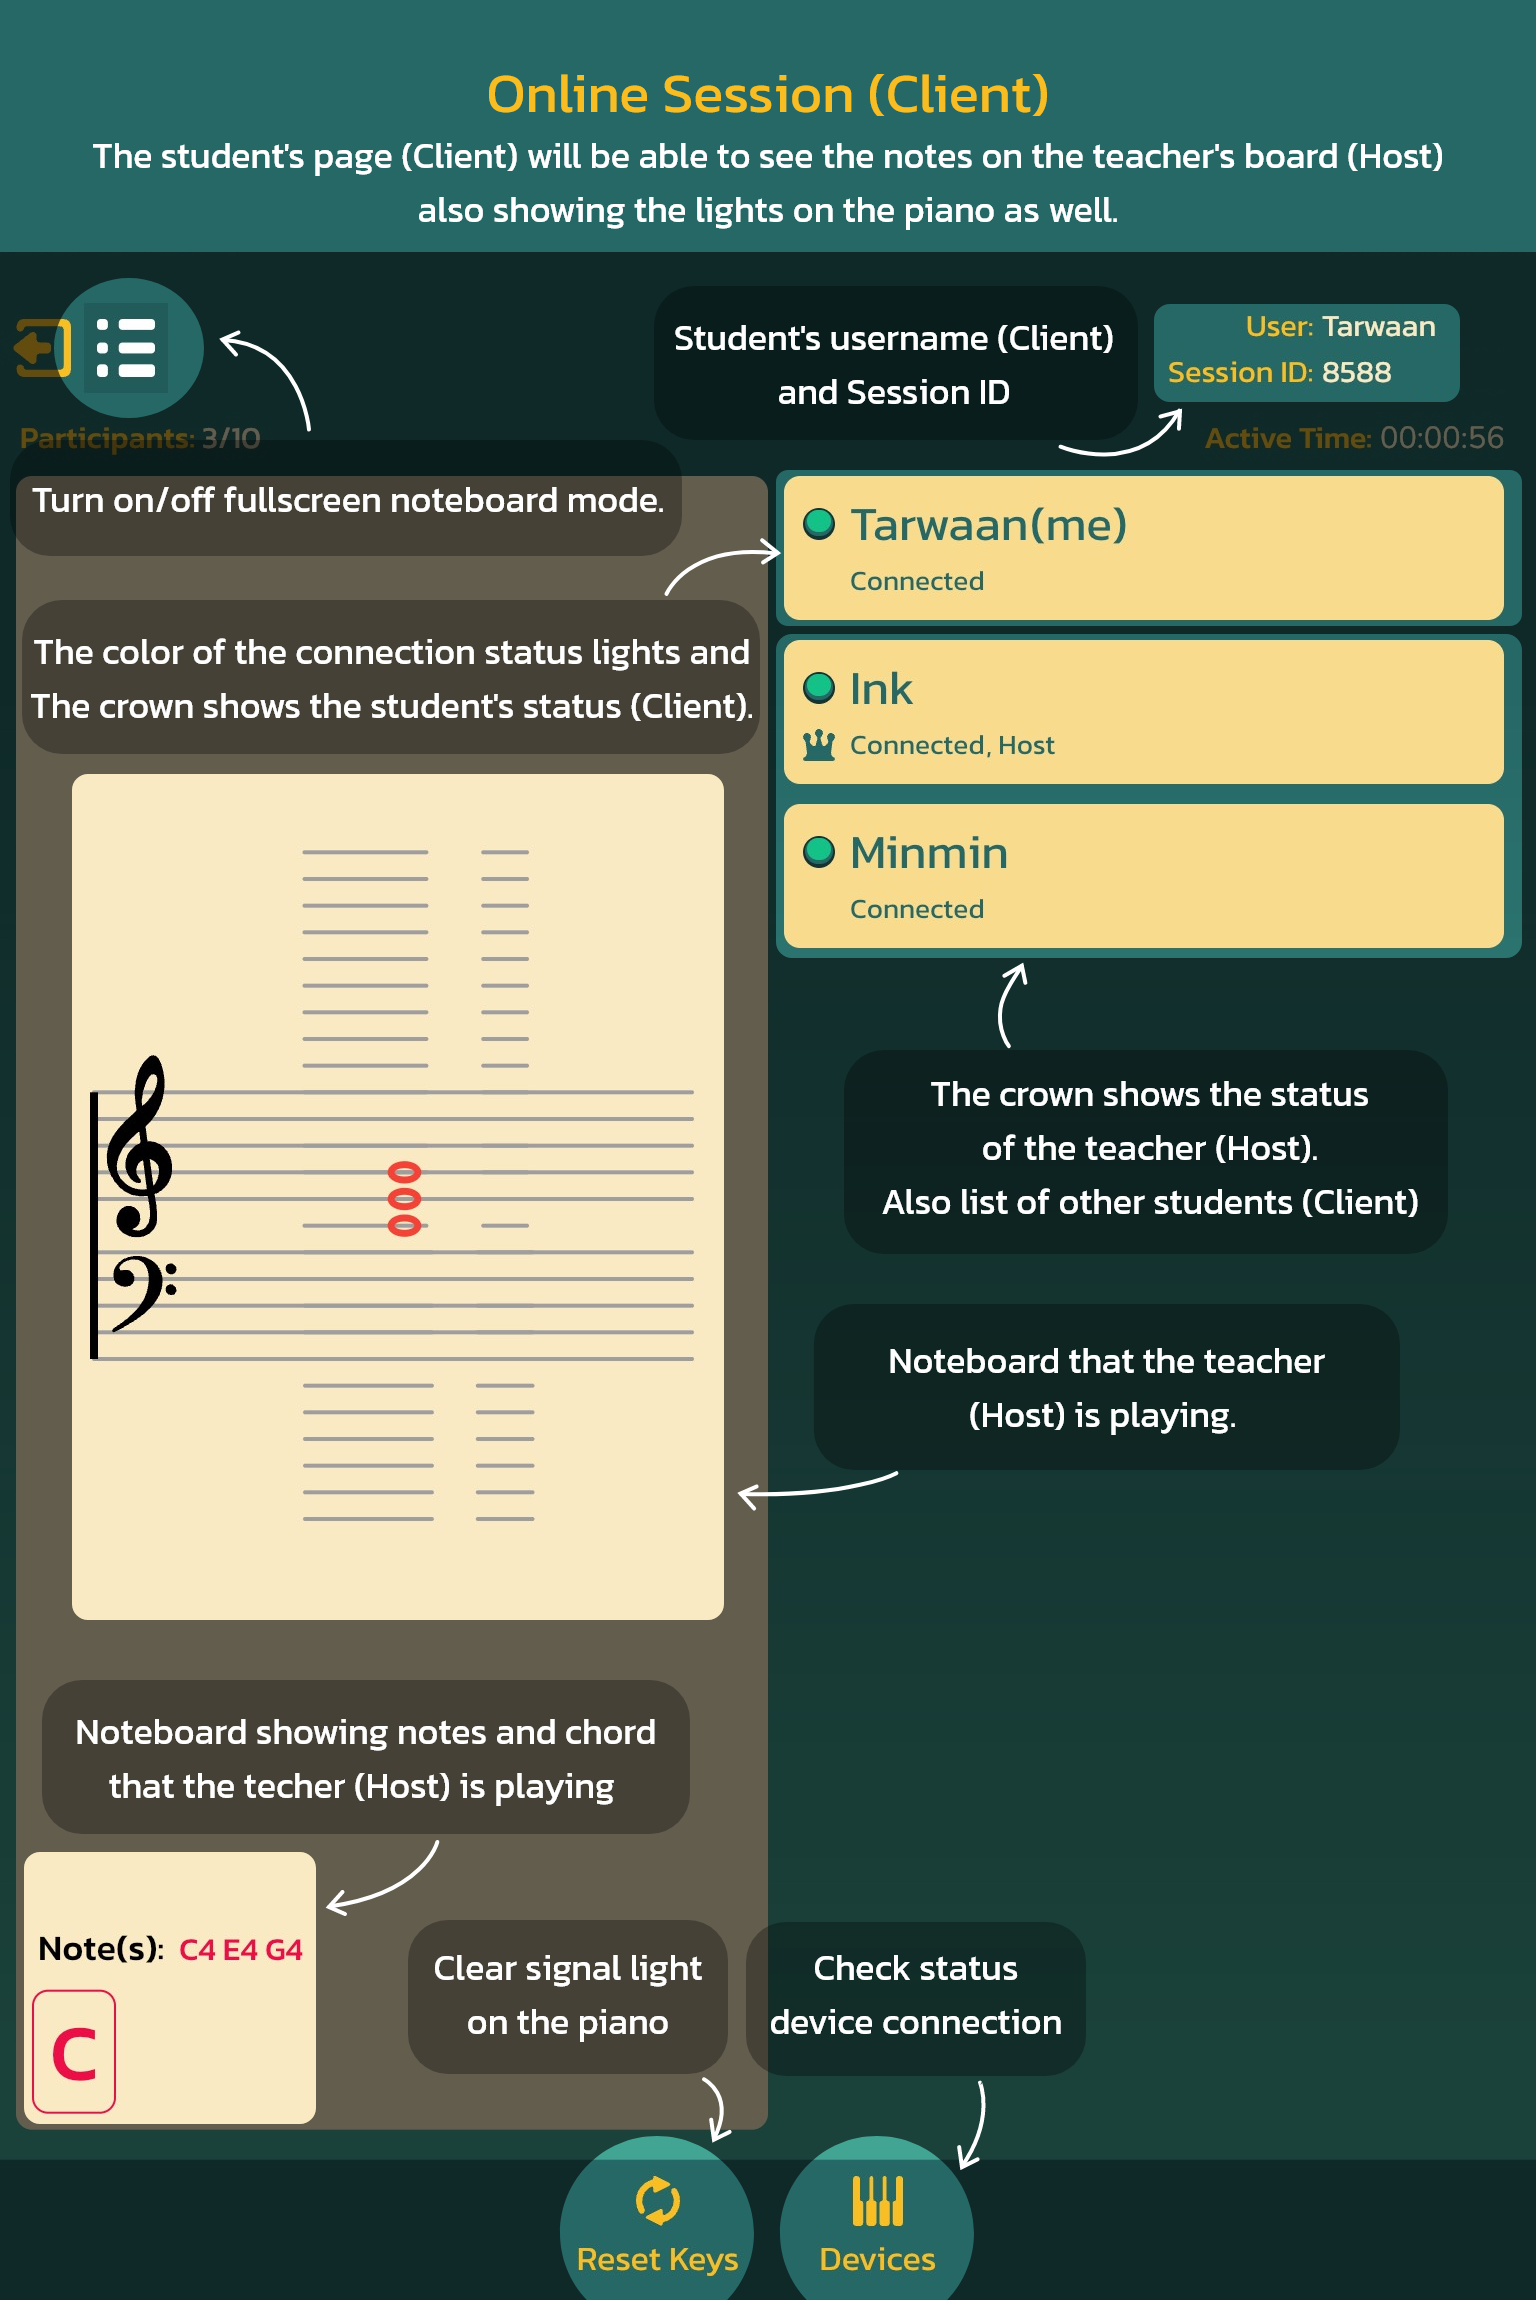 Online Session (Client)
The student's page (Client) will be able to see the notes on the teacher's board (Host)
also showing the lights on the piano as well.
Student's username (Client)
and Session ID
User: Tarwaan
Session ID: 8588
Participants: 3/10
Active Time: 00:00:56
Turn on/off fullscreen noteboard mode.
Tarwaan(me)
Connected
The color of the connection status lights and
The crown shows the student's status (Client).
Ink
Connected, Host
Minmin
Connected
The crown shows the status
of the teacher (Host).
Also list of other students (Client)
Noteboard that the teacher
(Host) is playing.
Noteboard showing notes and chord
that the techer (Host) is playing
Note(s): C4 E4 G4
C
Clear signal light
on the piano
Check status
device connection
Reset Keys
Devices